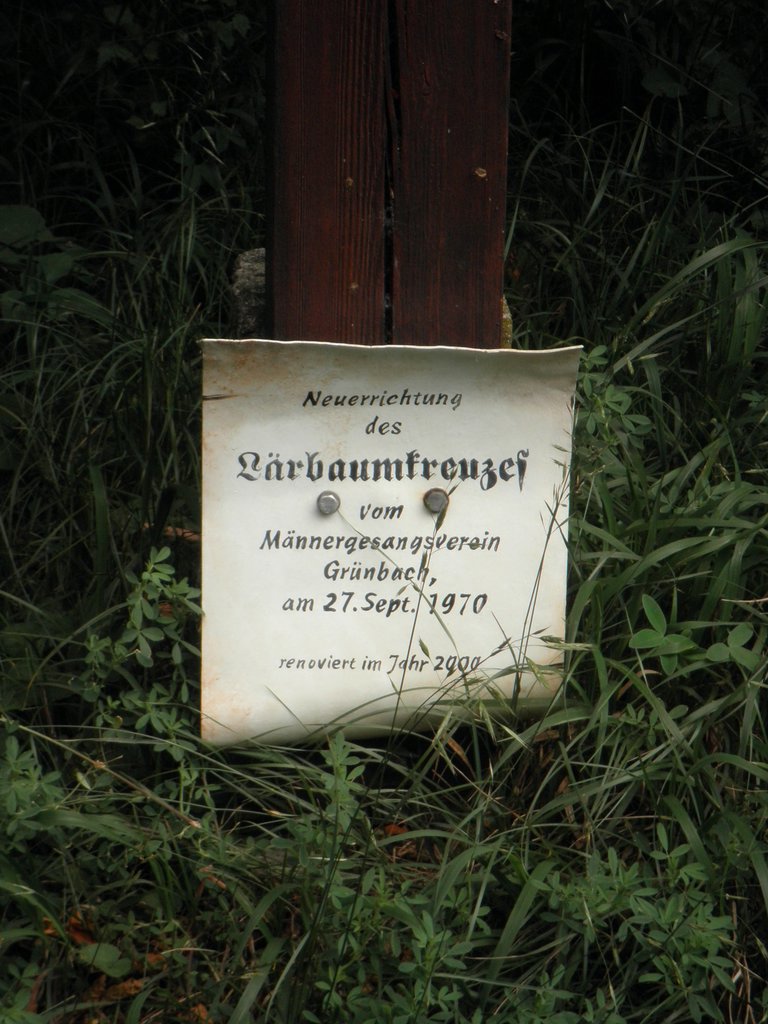 Neuerrichtung
des
Lärbaumkreuzeſ
vom
Männergesangsverein
Grünbach,
am 27. Sept. 1970
renoviert im Jahr 2000